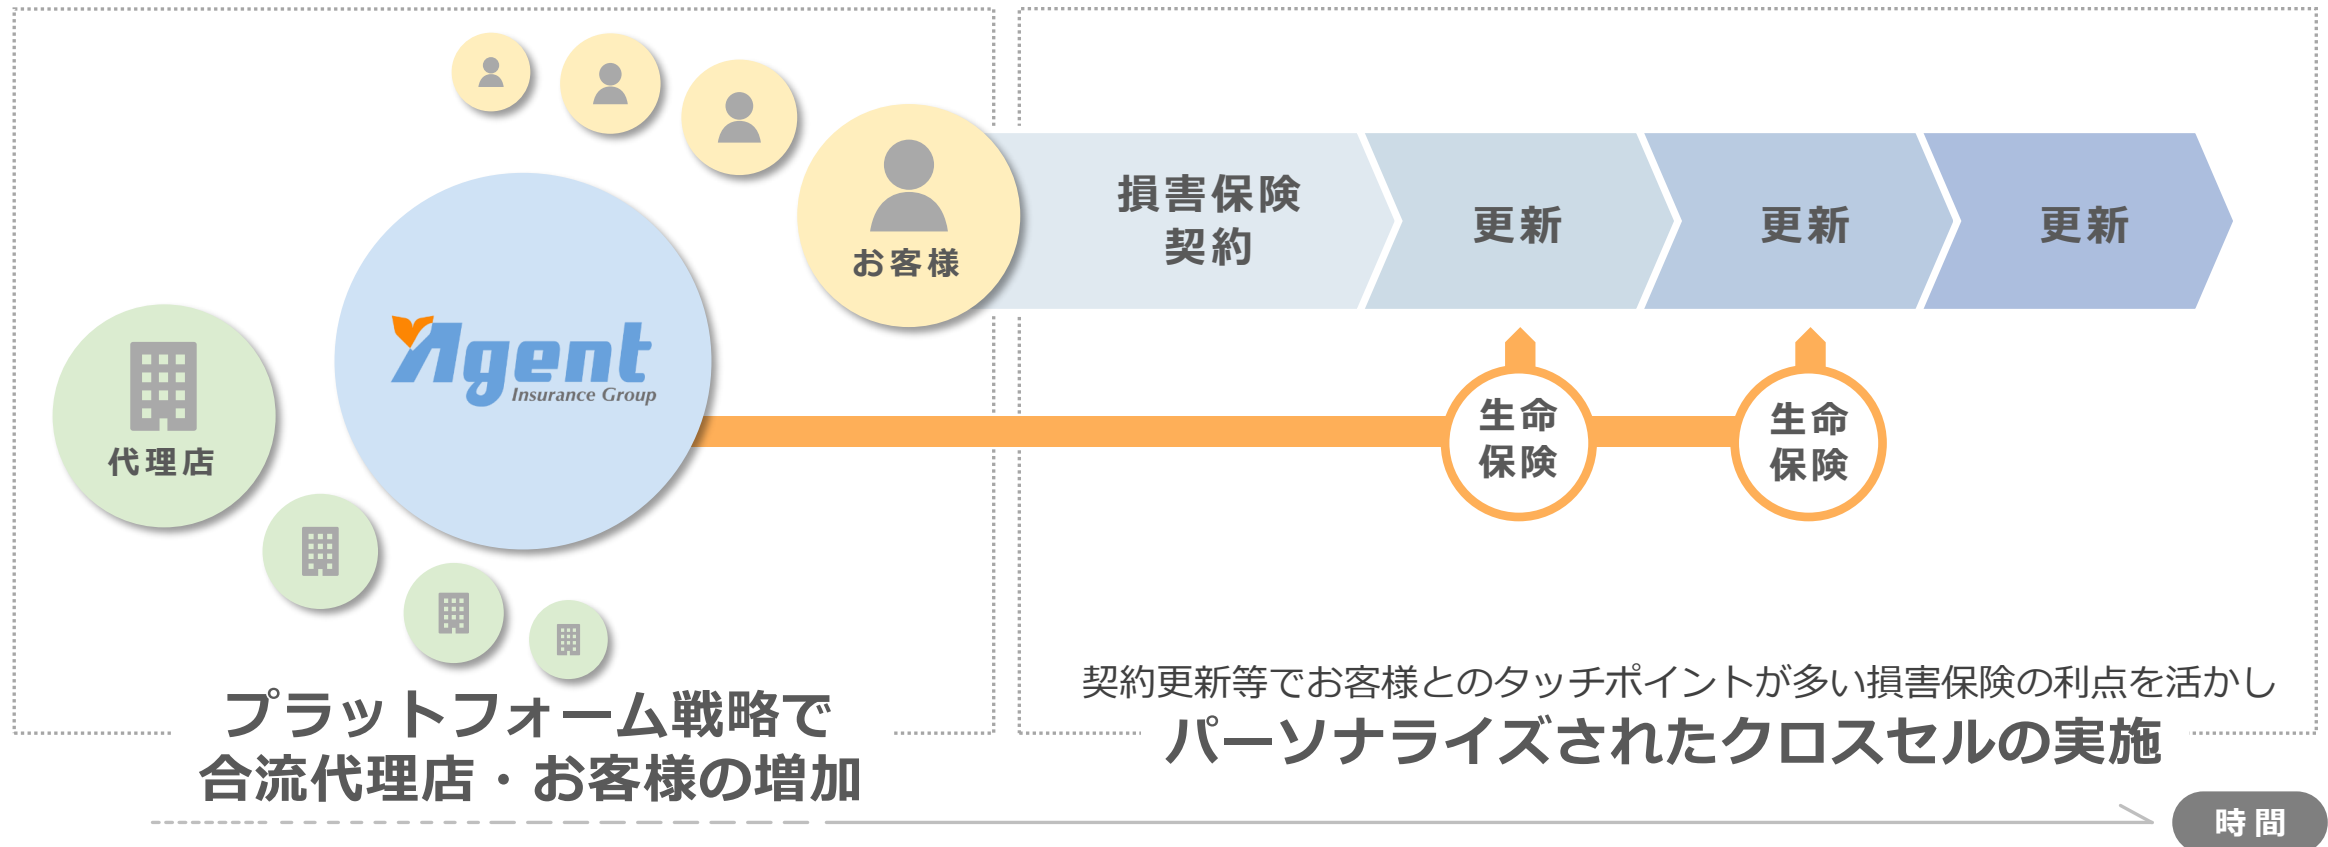 お客様
Agent
Insurance Group
代理店
プラットフォーム戦略で
合流代理店・お客様の増加
損害保険
契約
更新
更新
更新
生命
保険
生命
保険
契約更新等でお客様とのタッチポイントが多い損害保険の利点を活かし
パーソナライズされたクロスセルの実施
時間